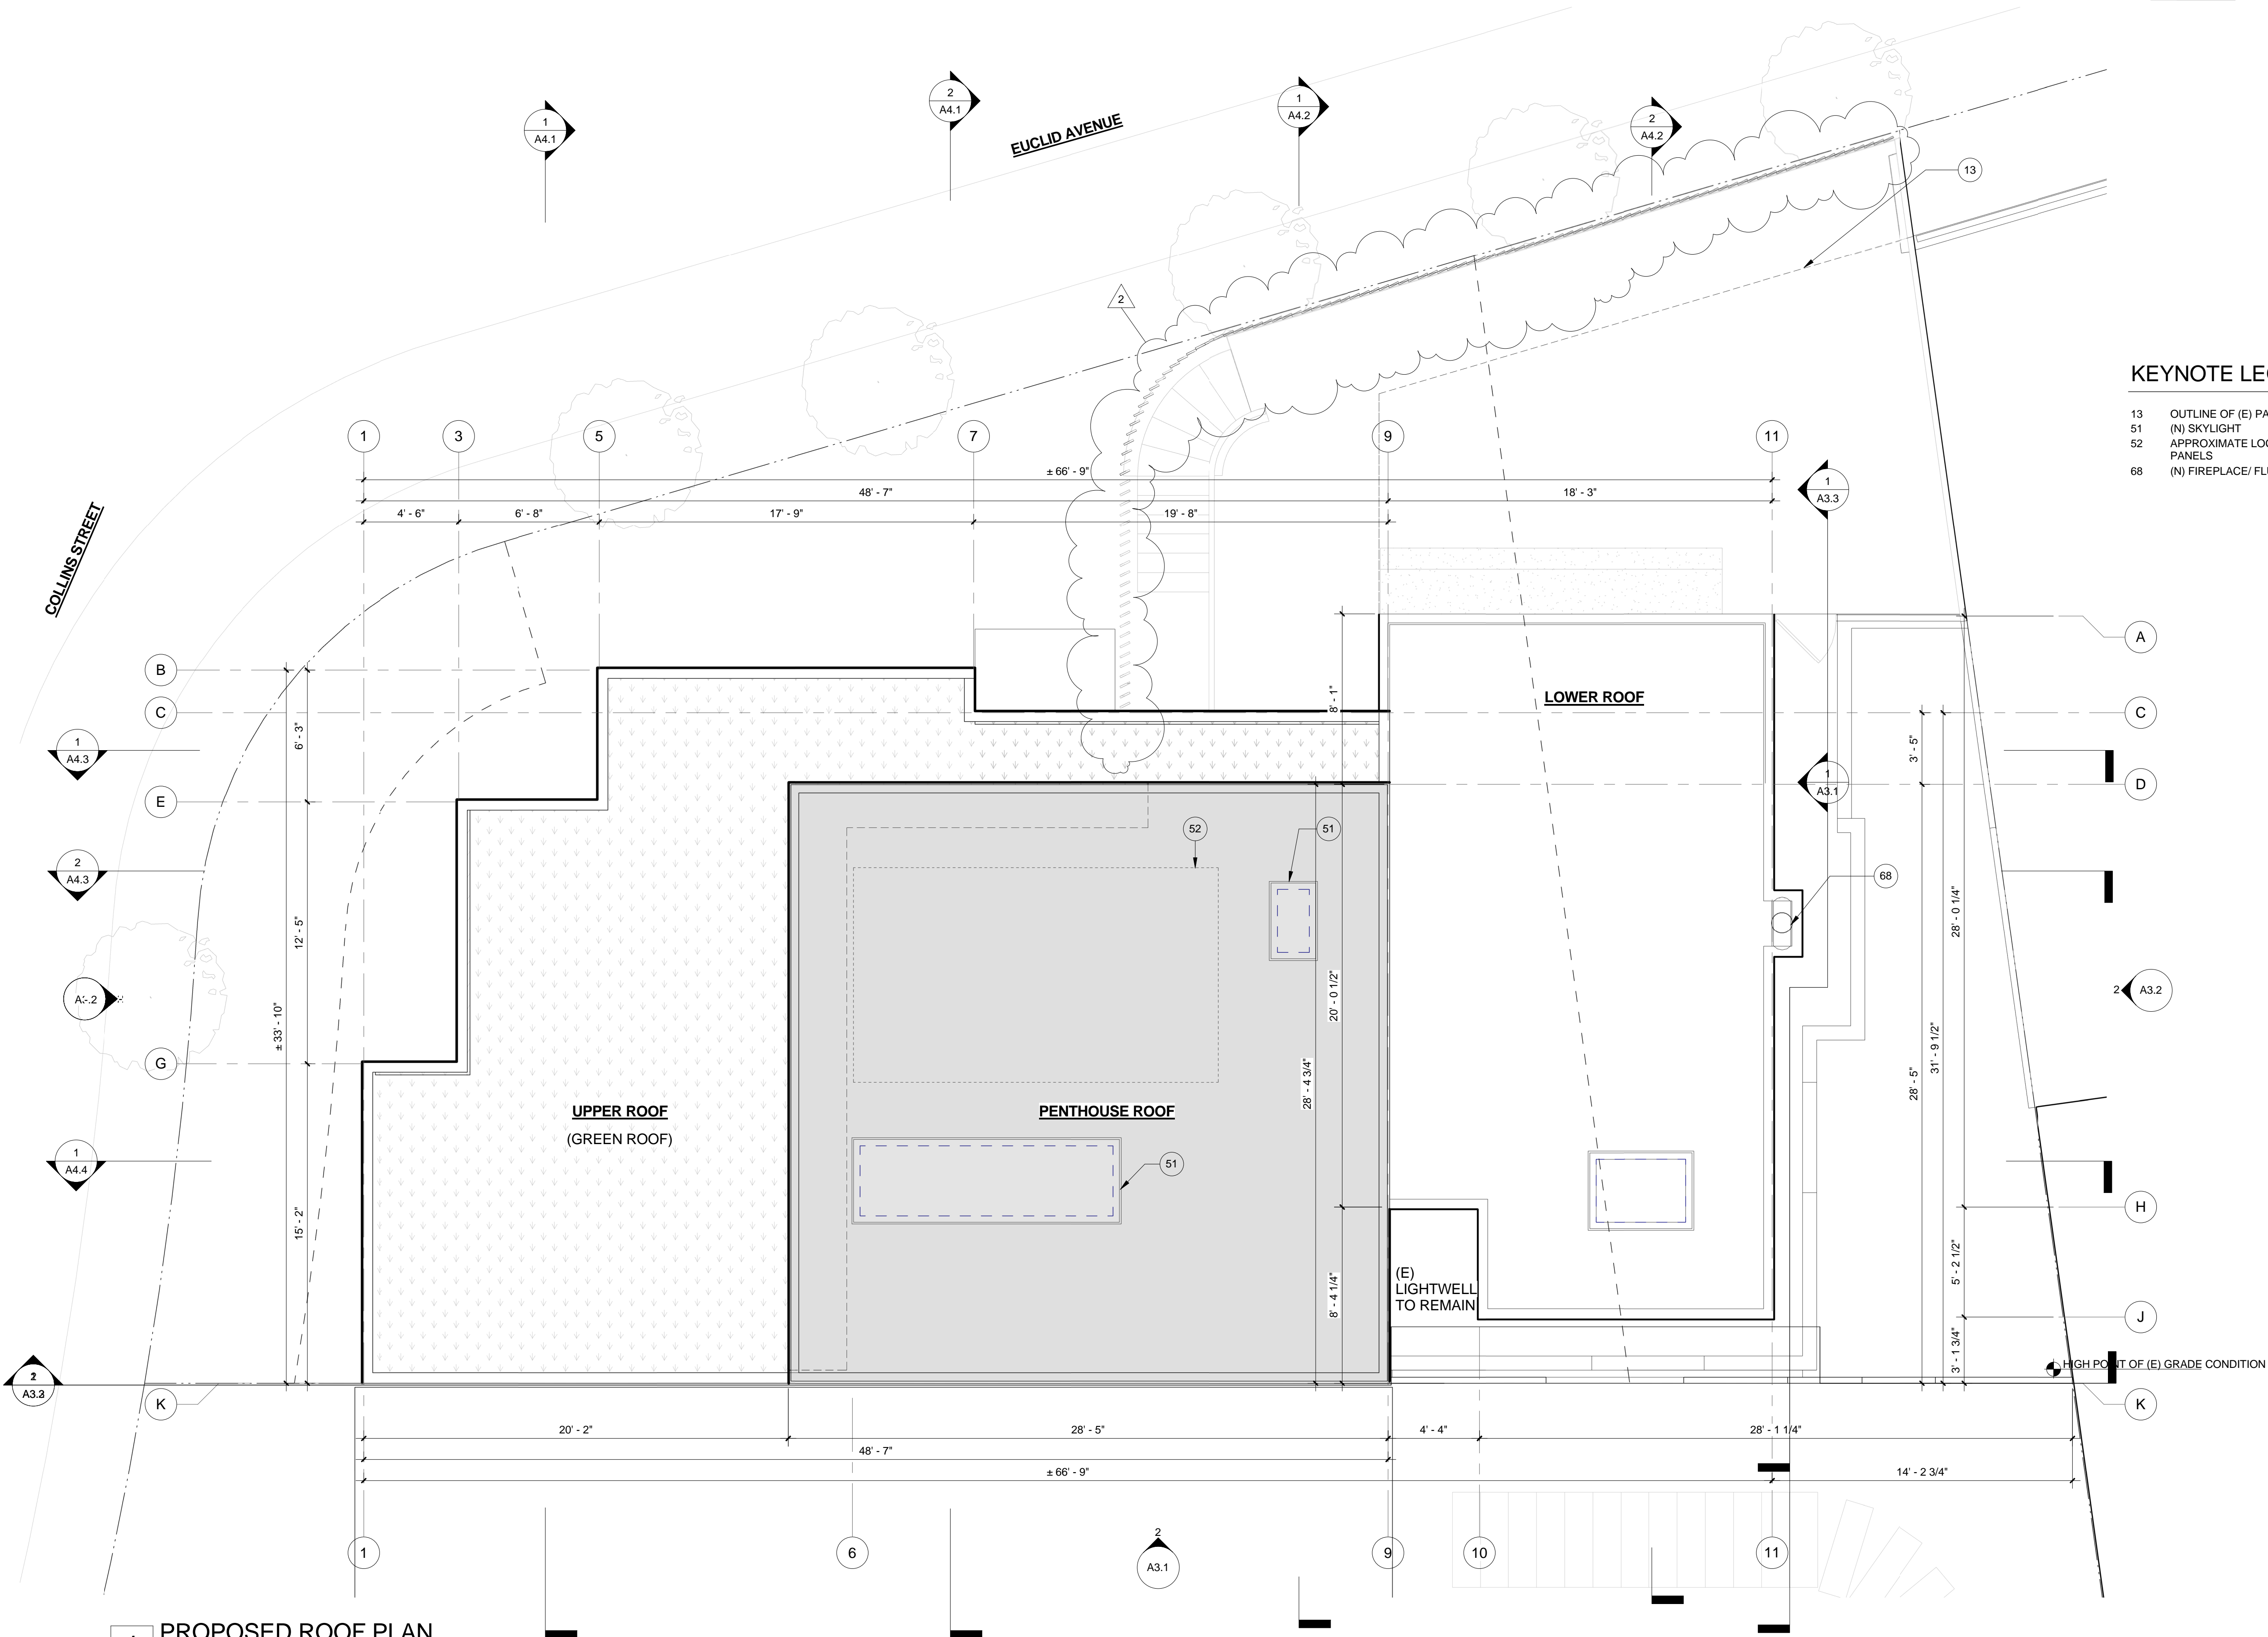 2
A4.1
1
A4.1
1
A4.2
2
A4.2
EUCLID AVENUE
13
2
COLLINS STREET
KEYNOTE
13 OUTLINE OF (E)
51 (N) SKYLIGHT
52 APPROXIMATE
PANELS
68 (N) FIREPLACE/
1
3
5
7
9
11
± 66' - 9"
48' - 7"
18' - 3"
4' - 6"
6' - 8"
17' - 9"
19' - 8"
1
A3.3
A
B
C
C
LOWER ROOF
8' - 1"
6' - 3"
3' - 5"
1
A4.3
1
A3.1
D
E
52
51
68
2
A4.3
12' - 5"
28' - 0 1/4"
20' - 0 1/2"
2
A3.2
± 33' - 10"
31' - 9 1/2"
G
28' - 4 3/4"
28' - 5"
UPPER ROOF
(GREEN ROOF)
PENTHOUSE ROOF
51
1
A4.4
15' - 2"
H
5' - 2 1/2"
(E)
LIGHTWELL
TO REMAIN
8' - 4 1/4"
J
3' - 1 3/4"
HIGH POINT OF (E) GRADE CONDITION
K
K
20' - 2"
28' - 5"
4' - 4"
28' - 1 1/4"
48' - 7"
± 66' - 9"
14' - 2 3/4"
1
6
9
10
11
2
A3.1
PROPOSED ROOF PLAN